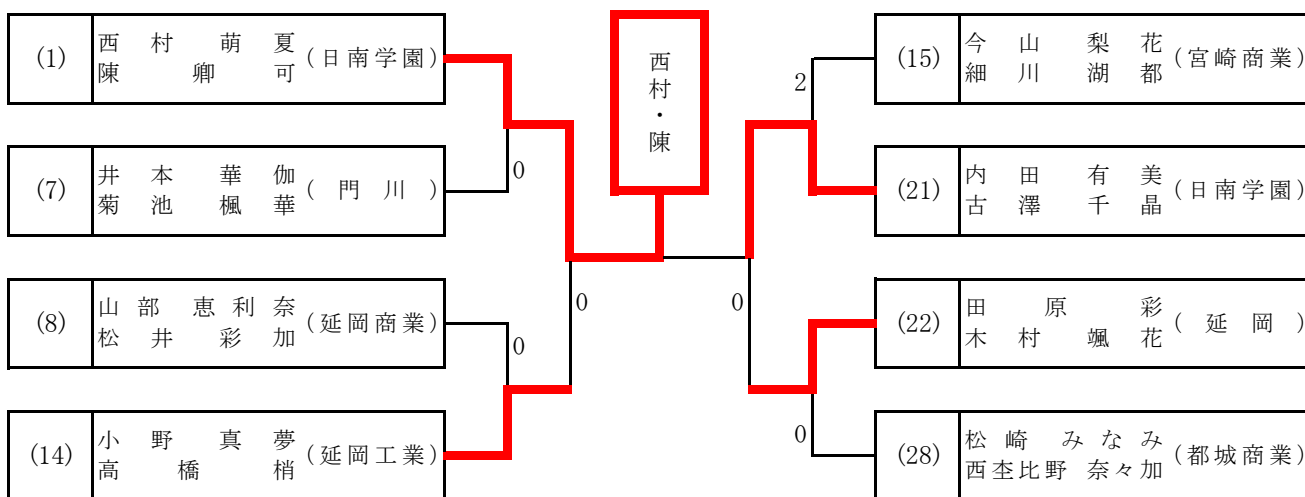 (1) 西村 萌夏 (日南学園)
陳 卿可
0
(7) 井本 華伽 (門川)
菊池 楓華
(8) 山部 恵利奈 (延岡商業)
松井 彩加
0
(14) 小野 真夢 (延岡工業)
高橋 梢
0
西村・陳
0
(15) 今山 梨花 (宮崎商業)
細川 湖都
2
(21) 内田 有美 (日南学園)
古澤 千晶
(22) 田原 彩 (延岡)
木村 颯花
0
(28) 松崎 みなみ (都城商業)
西杢比野 奈々加